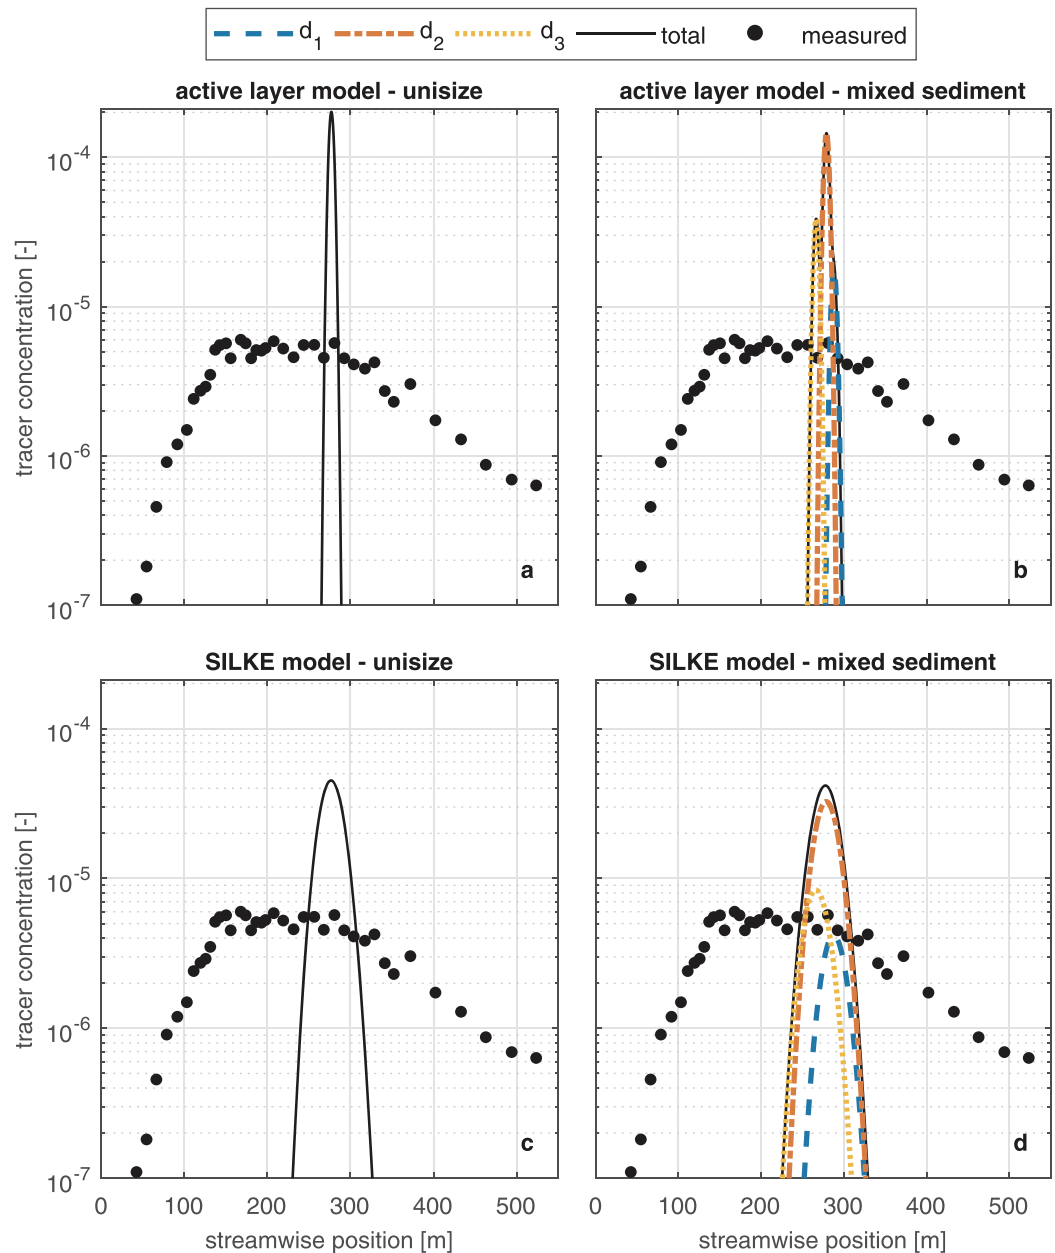 d1 d2 d3 total measured
active layer model - unisize
active layer model - mixed sediment
tracer concentration [-]
10-4
10-5
10-6
10-7
a
b
SILKE model - unisize
SILKE model - mixed sediment
tracer concentration [-]
10-4
10-5
10-6
10-7
c
d
0 100 200 300 400 500
0 100 200 300 400 500
streamwise position [m]
streamwise position [m]